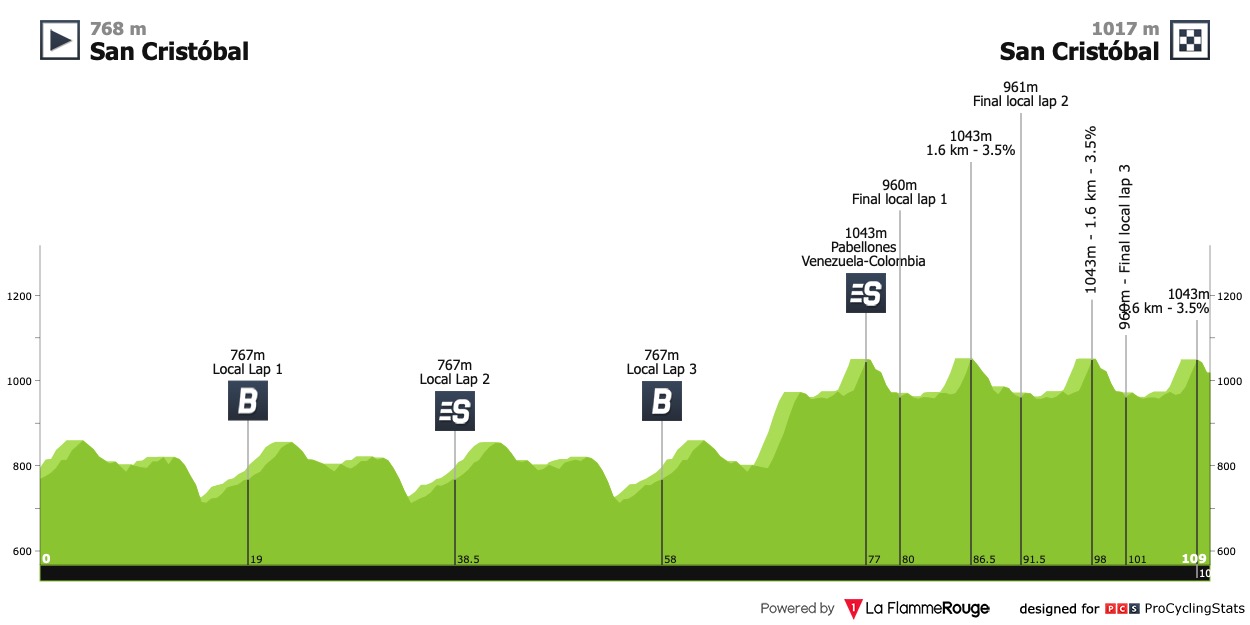 768 m
San Cristóbal
1017 m
San Cristóbal
961m
Final local lap 2
1043m
1.6 km - 3.5%
960m
Final local lap 1
1043m
Pabellones
Venezuela-Colombia
S
1043m - 1.6 km - 3.5%
960m - Final local lap 3
1043m
1.6 km - 3.5%
767m
Local Lap 1
B
767m
Local Lap 2
S
767m
Local Lap 3
B
1200
1000
800
600
1200
1000
800
600
0
19
38.5
58
77
80
86.5
91.5
98
101
109
10
Powered by
1
La FlammeRouge
designed for
PCS
ProCyclingStats